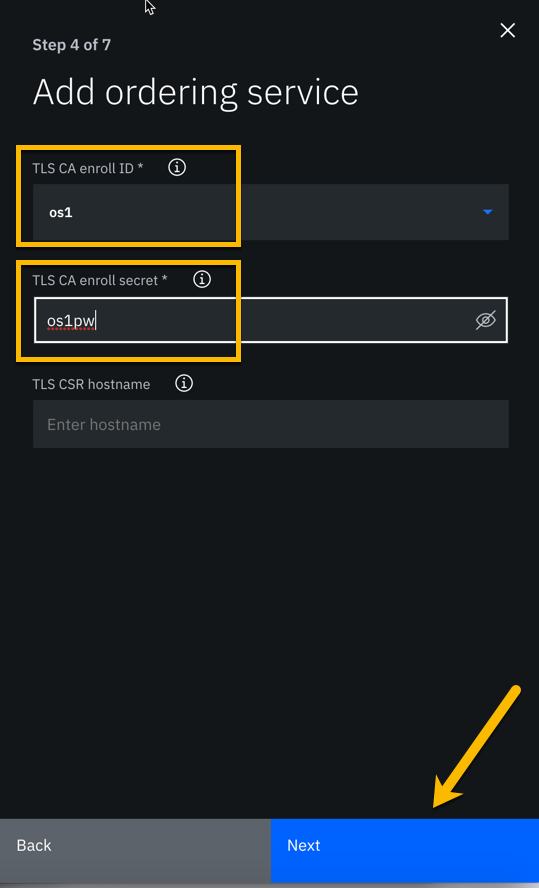 Step 4 of 7
Add ordering service
TLS CA enroll ID *
os1
TLS CA enroll secret *
os1pw
TLS CSR hostname
Enter hostname
Back
Next